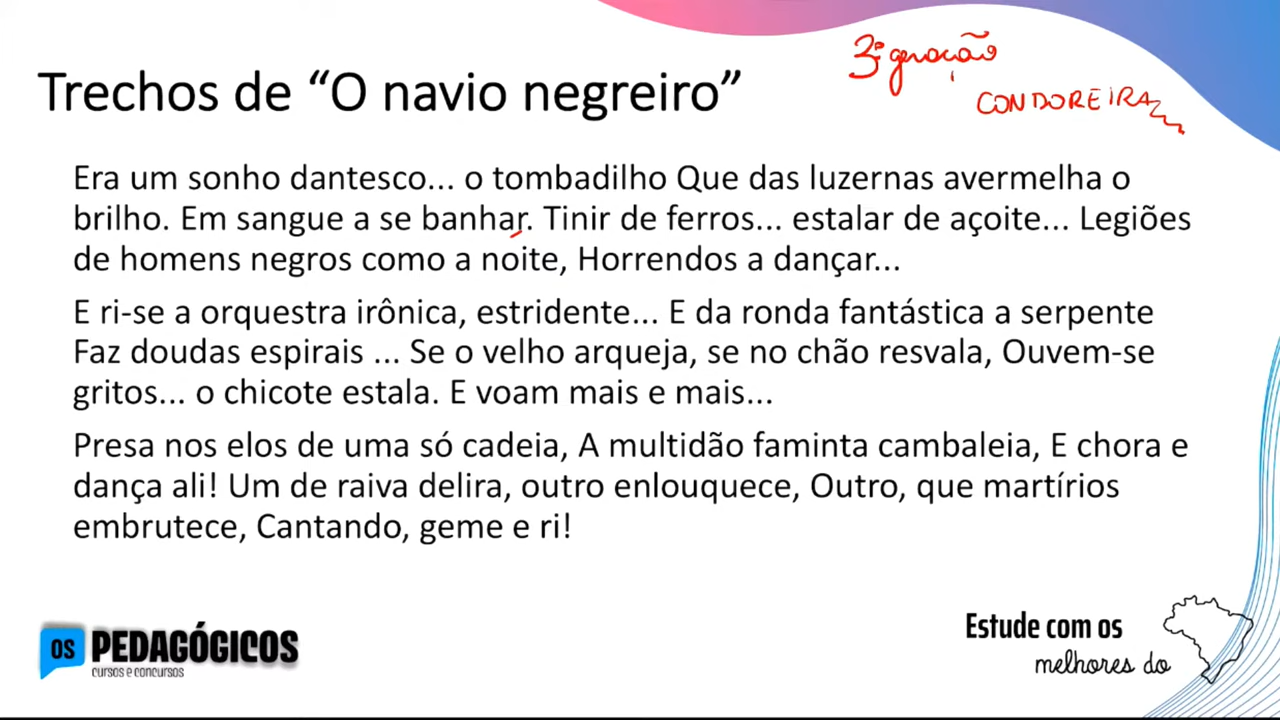 3ª geração
CONDOREIRA
Trechos de “O navio negreiro”
Era um sonho dantesco... o tombadilho Que das luzernas avermelha o
brilho. Em sangue a se banhar. Tinir de ferros... estalar de açoite... Legiões
de homens negros como a noite, Horrendos a dançar...
E ri-se a orquestra irônica, estridente... E da ronda fantástica a serpente
Faz doudas espirais ... Se o velho arqueja, se no chão resvala, Ouvem-se
gritos... o chicote estala. E voam mais e mais...
Presa nos elos de uma só cadeia, A multidão faminta cambaleia, E chora e
dança ali! Um de raiva delira, outro enlouquece, Outro, que martírios
embrutece, Cantando, geme e ri!
OS PEDAGÓGICOS
cursos e concursos
Estude com os
melhores do